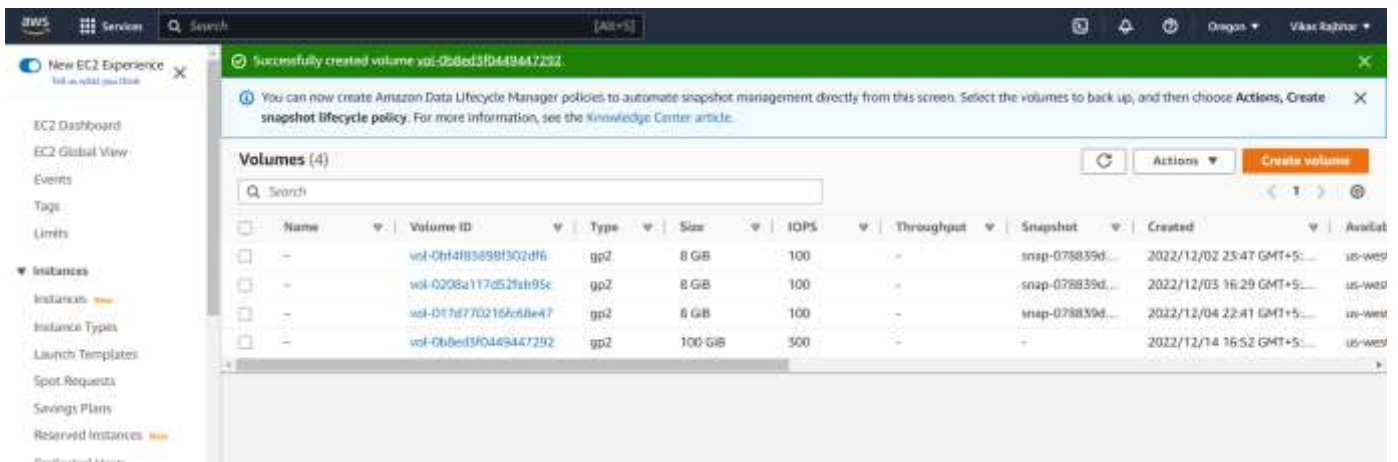 aws Services Search [Alt+S] Oregon ▼ Vikas Rajbhar ▼
New EC2 Experience
Tell us what you think
Successfully created volume vol-0b8ed3f0449447292.
You can now create Amazon Data Lifecycle Manager policies to automate snapshot management directly from this screen. Select the volumes to back up, and then choose Actions, Create
snapshot lifecycle policy. For more information, see the Knowledge Center article.
EC2 Dashboard
EC2 Global View
Events
Tags
Limits
▼ Instances
Instances New
Instance Types
Launch Templates
Spot Requests
Savings Plans
Reserved Instances New
Dedicated Hosts
Volumes (4) Actions ▼ Create volume
Search < 1 >
Name Volume ID Type Size IOPS Throughput Snapshot Created Availab
– vol-0bf4f85898f302df6 gp2 8 GiB 100 - snap-078839d... 2022/12/02 23:47 GMT+5:...  us-west
– vol-0208a117d52fab95c gp2 8 GiB 100 - snap-078839d... 2022/12/03 16:29 GMT+5:... us-west
– vol-017d770216fc68e47 gp2 8 GiB 100 - snap-078839d... 2022/12/04 22:41 GMT+5:... us-west
– vol-0b8ed3f0449447292 gp2 100 GiB 300 - - 2022/12/14 16:52 GMT+5:... us-west